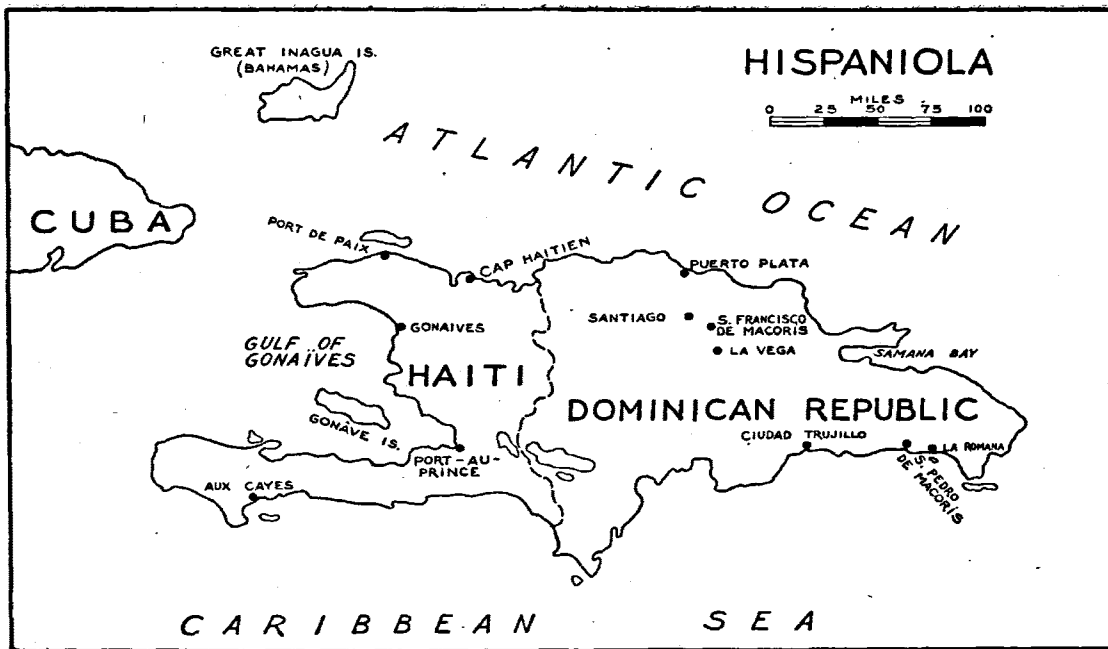 GREAT INAGUA IS.
(BAHAMAS)
HISPANIOLA
MILES
0 25 50 75 100
ATLANTIC OCEAN
CUBA
PORT DE PAIX
CAP HAITIEN
PUERTO PLATA
GONAIVES
SANTIAGO
S. FRANCISCO
DE MACORIS
LA VEGA
GULF OF
GONAÏVES
SAMANA BAY
HAITI
DOMINICAN REPUBLIC
GONAVE IS.
CIUDAD TRUJILLO
LA ROMANA
PORT-AU-
PRINCE
S. PEDRO
DE MACORÍS
AUX CAYES
CARIBBEAN SEA